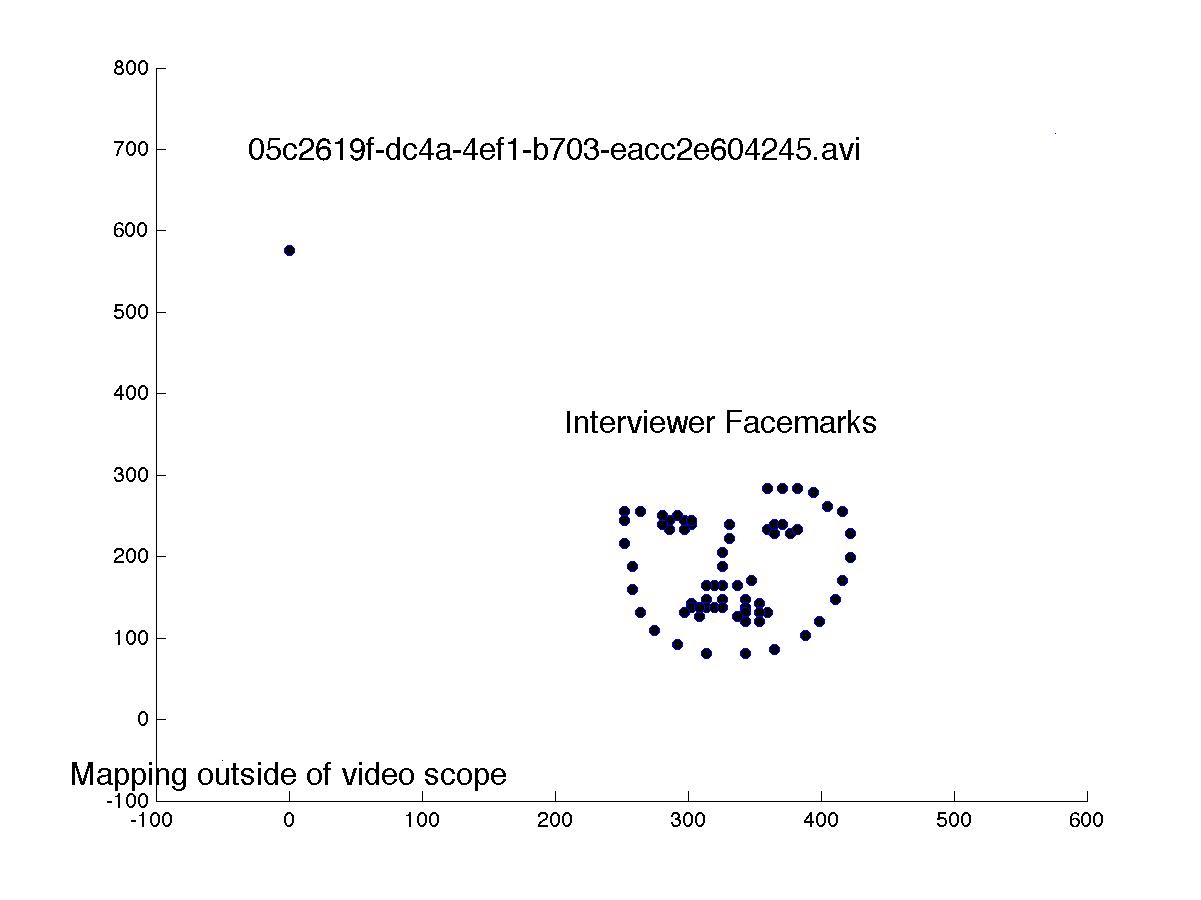 800
700
05c2619f-dc4a-4ef1-b703-eacc2e604245.avi
600
500
400
Interviewer Facemarks
300
200
100
0
Mapping outside of video scope
-100
-100 0 100 200 300 400 500 600